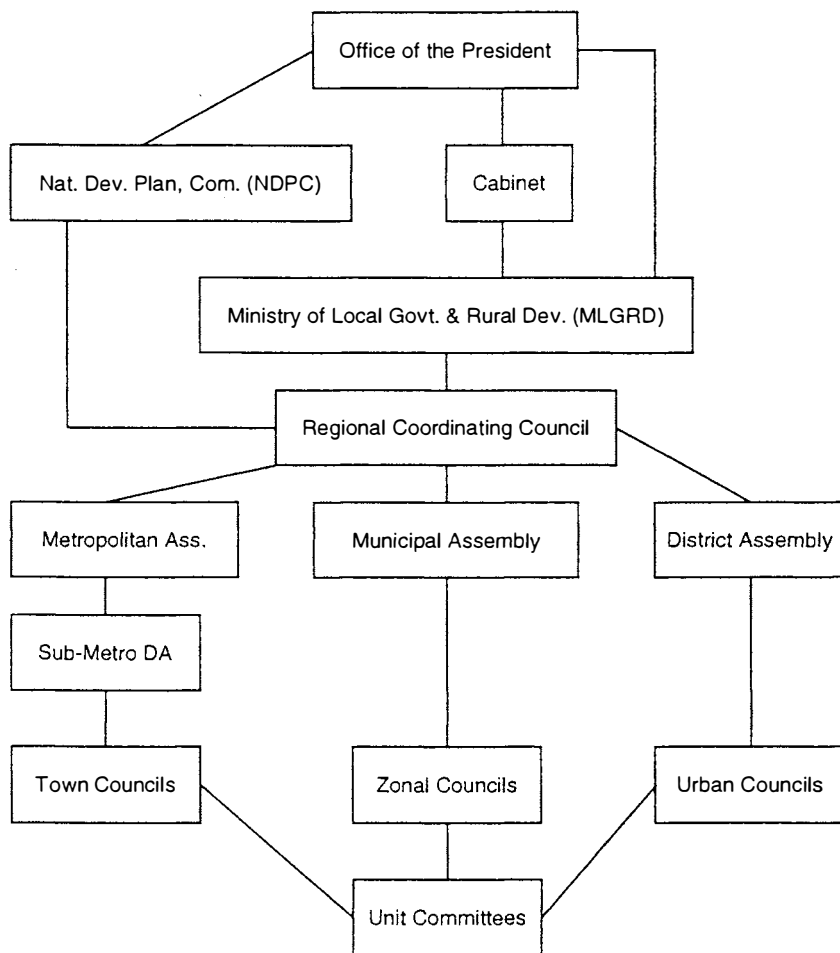 Office of the President
Nat. Dev. Plan, Com. (NDPC)
Cabinet
Ministry of Local Govt. & Rural Dev. (MLGRD)
Regional Coordinating Council
Metropolitan Ass.
Municipal Assembly
District Assembly
Sub-Metro DA
Town Councils
Zonal Councils
Urban Councils
Unit Committees